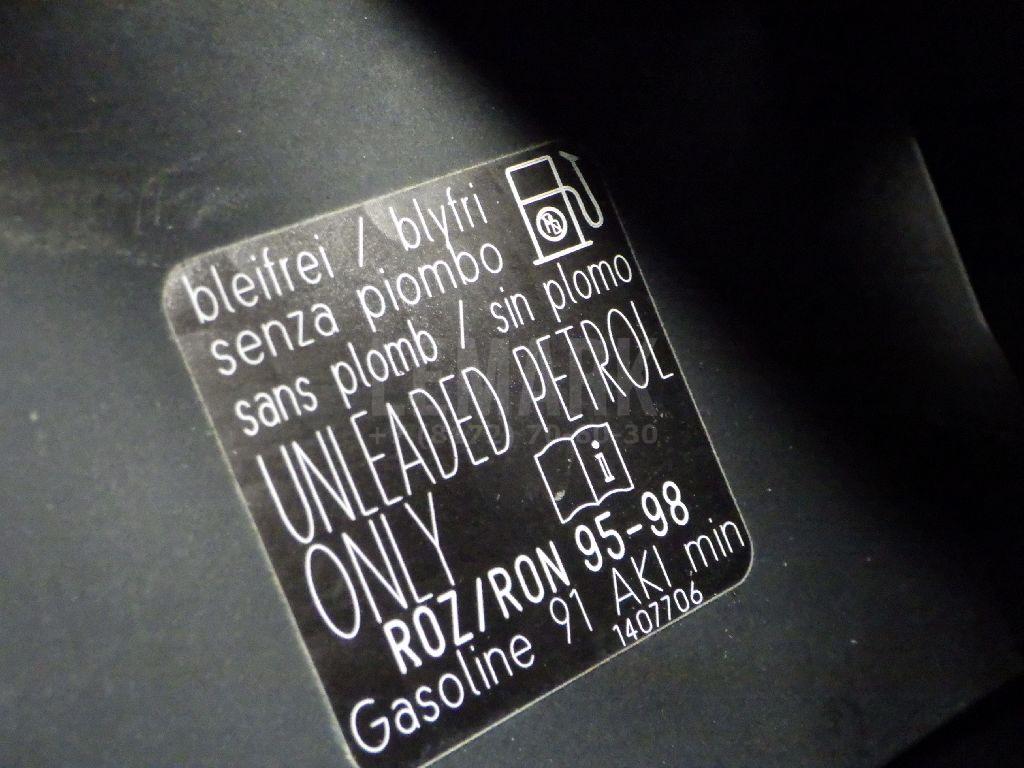 bleifrei / blyfri
senza piombo
sans plomb / sin plomo
UNLEADED PETROL
ONLY
i
ROZ/RON 95-98
Gasoline 91 AKI min
1407706